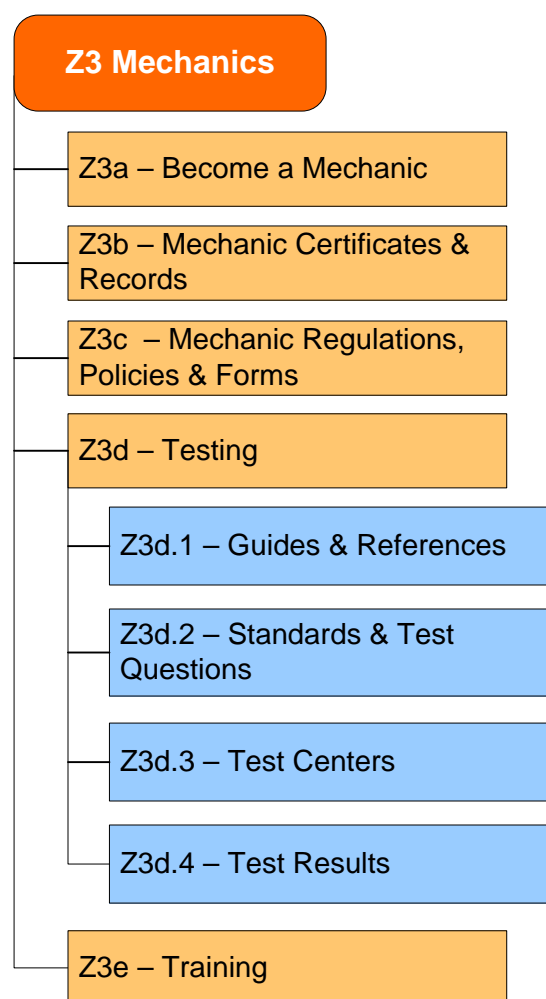 Z3 Mechanics
Z3a – Become a Mechanic
Z3b – Mechanic Certificates &
Records
Z3c – Mechanic Regulations,
Policies & Forms
Z3d – Testing
Z3d.1 – Guides & References
Z3d.2 – Standards & Test
Questions
Z3d.3 – Test Centers
Z3d.4 – Test Results
Z3e – Training